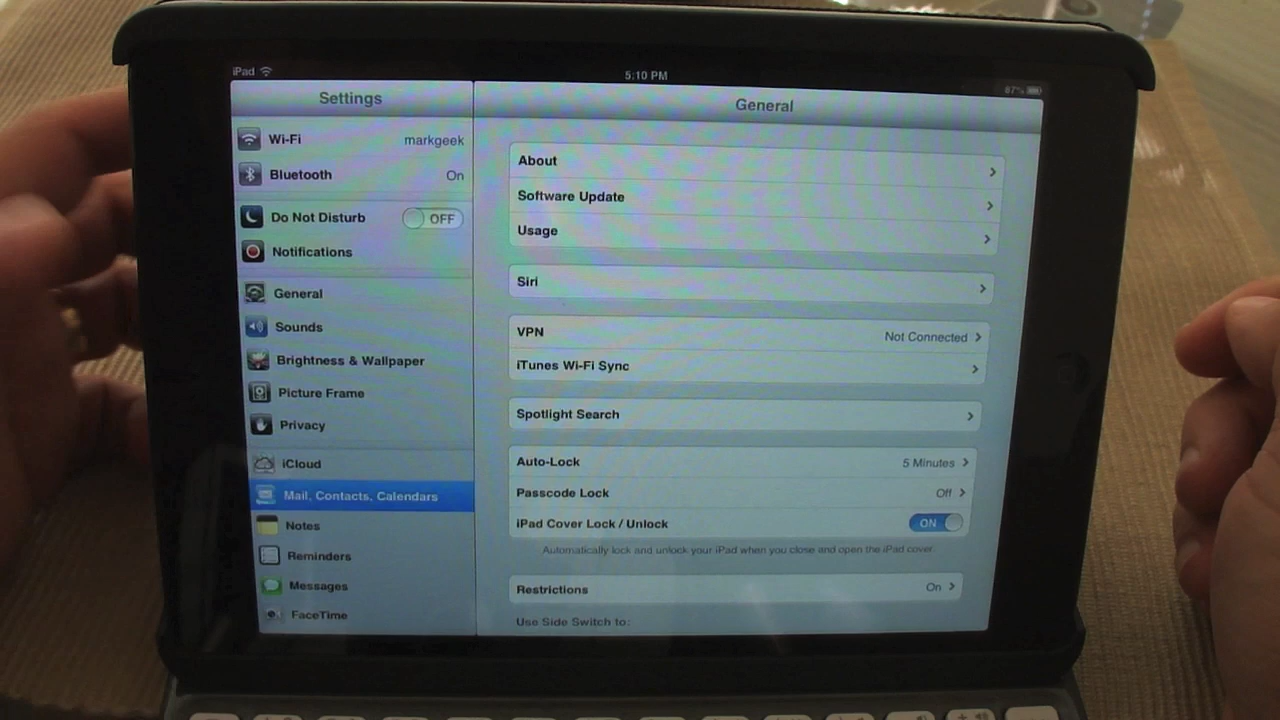 iPad
5:10 PM
87%
Settings
Wi-Fi markgeek
Bluetooth On
Do Not Disturb OFF
Notifications
General
Sounds
Brightness & Wallpaper
Picture Frame
Privacy
iCloud
Mail, Contacts, Calendars
Notes
Reminders
Messages
FaceTime
General
About
Software Update
Usage
Siri
VPN Not Connected
iTunes Wi-Fi Sync
Spotlight Search
Auto-Lock 5 Minutes
Passcode Lock Off
iPad Cover Lock / Unlock ON
Automatically lock and unlock your iPad when you close and open the iPad cover.
Restrictions On
Use Side Switch to: